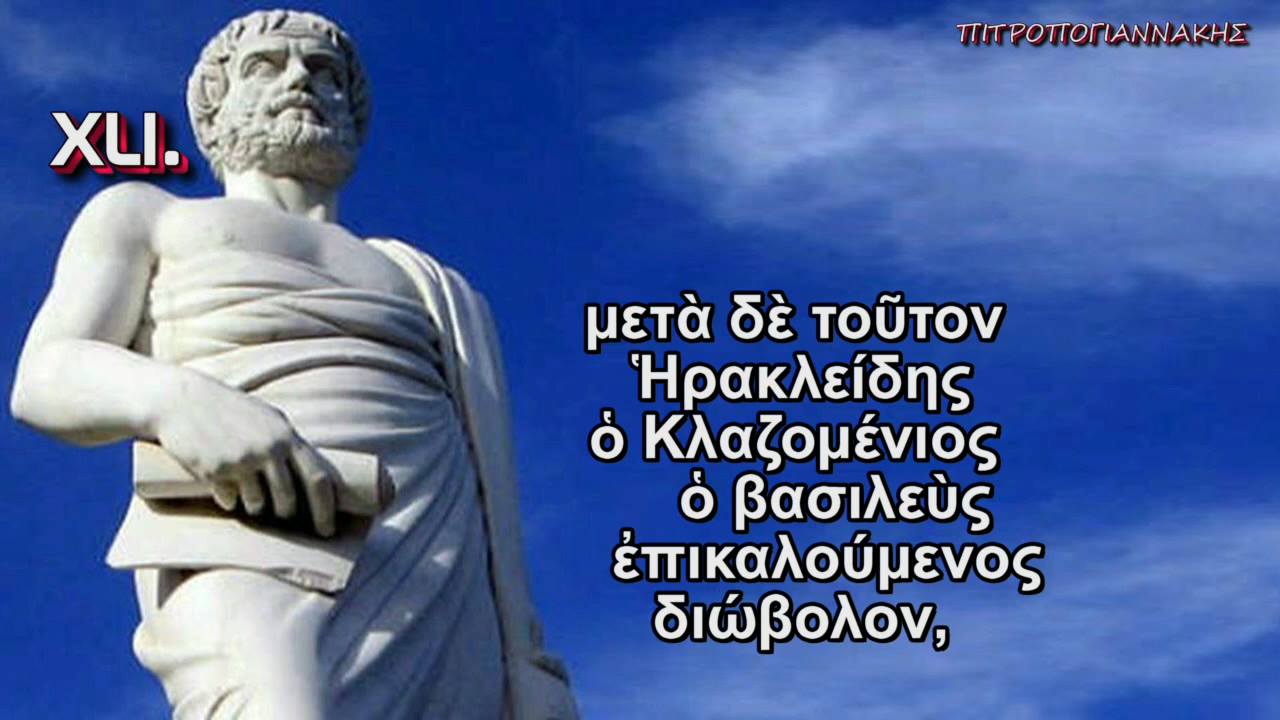 ΠΙΤΡΟΠΟΓΙΑΝΝΑΚΗΣ
XLI.
μετὰ δὲ τοῦτον
Ἡρακλείδης
ὁ Κλαζομένιος
ὁ βασιλεὺς
ἐπικαλούμενος
διώβολον,